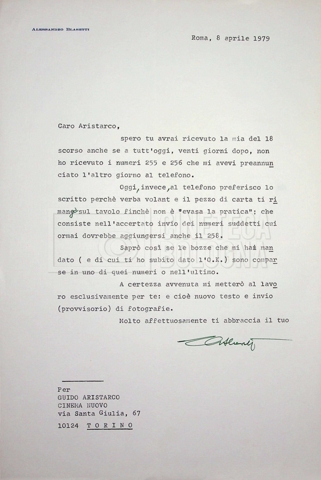 ALESSANDRO BLASETTI
Roma, 8 aprile 1979
Caro Aristarco,
spero tu avrai ricevuto la mia del 18
scorso anche se a tutt'oggi, venti giorni dopo, non
ho ricevuto i numeri 255 e 256 che mi avevi preannun
ciato l'altro giorno al telefono.
Oggi, invece, al telefono preferisco lo
scritto perchè verba volant e il pezzo di carta ti ri
mane sul tavolo finchè non è "evasa la pratica"; che
consiste nell'accertato invio dei numeri suddetti cui
ormai dovrebbe aggiungersi anche il 258.
Saprò così se le bozze che mi hai man
dato ( e di cui ti ho subito dato l'O.K.) sono compar
se in uno di quei numeri o nell'ultimo.
A certezza avvenuta mi metterò al lavo
ro esclusivamente per te: e cioè nuovo testo e invio
(provvisorio) di fotografie.
Molto affettuosamente ti abbraccia il tuo
Per
GUIDO ARISTARCO
CINEMA NUOVO
via Santa Giulia, 67
10124 TORINO